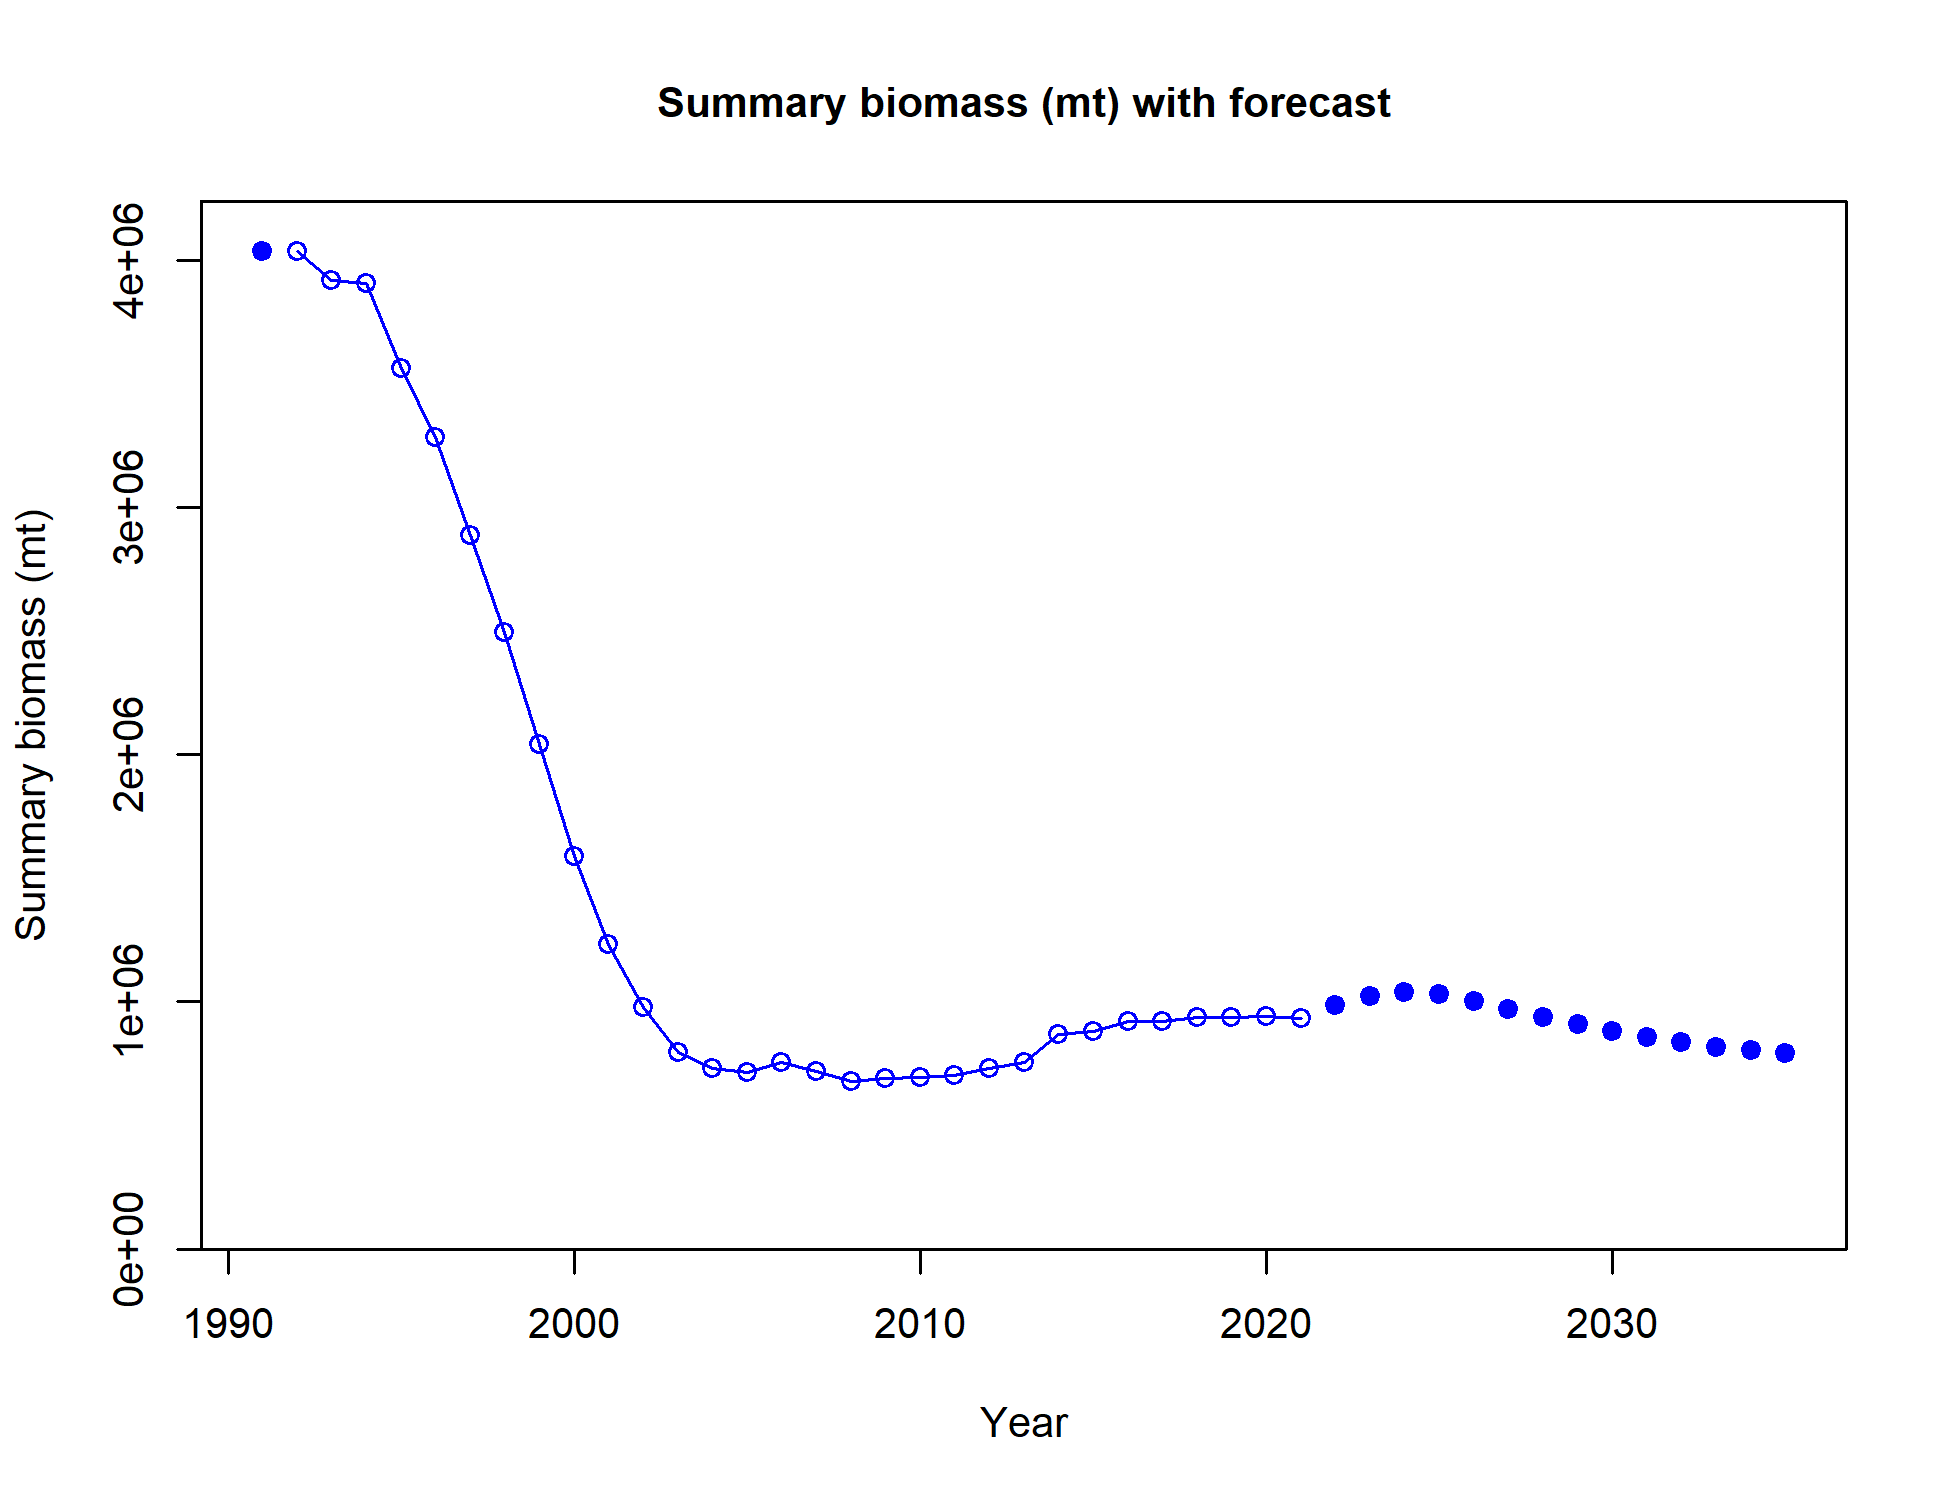 Summary biomass (mt) with forecast
Summary biomass (mt)
4e+06
3e+06
2e+06
1e+06
0e+00
1990
2000
2010
2020
2030
Year